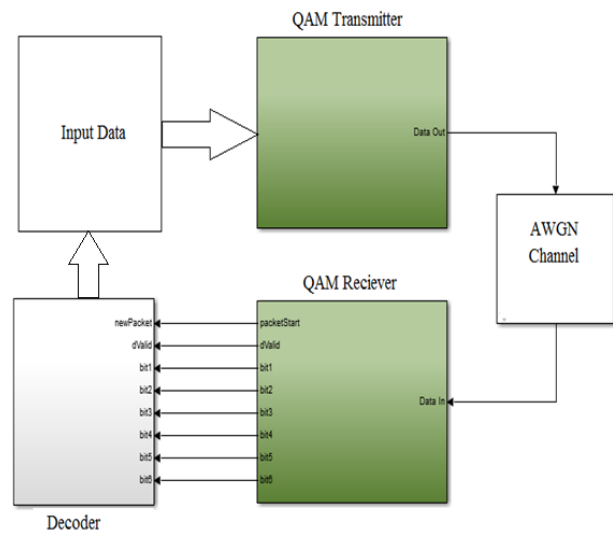 QAM Transmitter
Input Data
Data Out
AWGN
Channel
QAM Reciever
newPacket
packetStart
dValid
dValid
bit1
bit1
bit2
bit2
bit3
bit3
Data In
bit4
bit4
bit5
bit5
bit6
bit6
Decoder